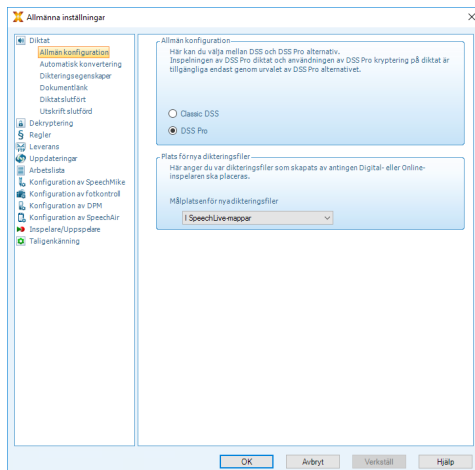 Allmänna inställningar
Diktat
Allmän konfiguration
Automatisk konvertering
Dikteringsegenskaper
Dokumentlänk
Diktatslutfört
Utskrift slutförd
Dekryptering
Regler
Leverans
Uppdateringar
Arbetslista
Konfiguration av SpeechMike
Konfiguration av fotkontroll
Konfiguration av DPM
Konfiguration av SpeechAir
Inspelare/Uppspelare
Taligenkänning
Allmän konfiguration
Här kan du välja mellan DSS och DSS Pro alternativ.
Inspelningen av DSS Pro diktat och användningen av DSS Pro kryptering på diktat är
tillgängliga endast genom urvalet av DSS Pro alternativet.
Classic DSS
DSS Pro
Plats för nya dikteringsfiler
Här anger du var dikteringsfiler som skapats av antingen Digital- eller Online-
inspelaren ska placeras.
Målplatsen för nya dikteringsfiler
I SpeechLive-mappar
OK Avbryt Verkställ Hjälp